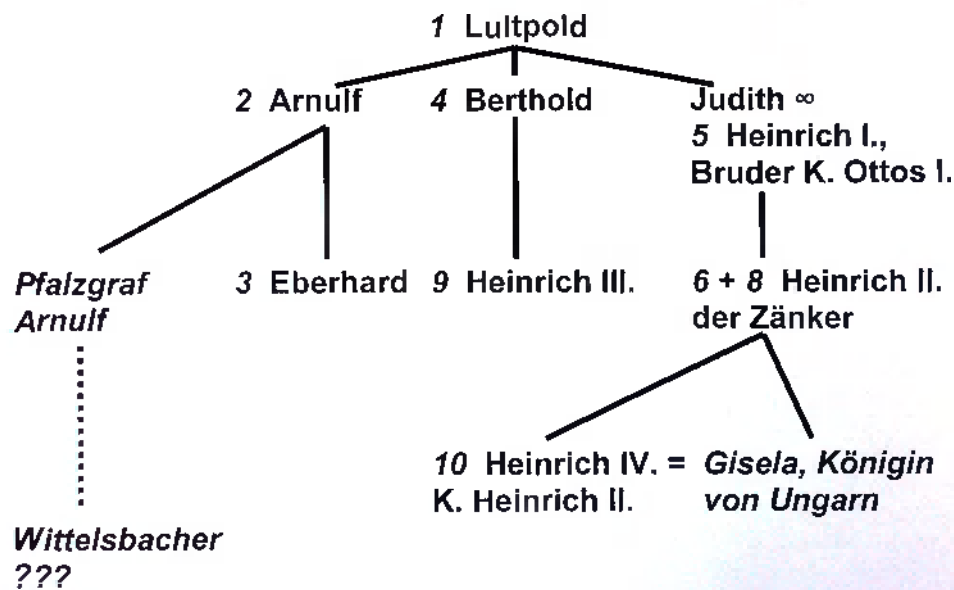 1 Luitpold
2 Arnulf
4 Berthold
Judith ∞
5 Heinrich I.,
Bruder K. Ottos I.
Pfalzgraf
Arnulf
3 Eberhard
9 Heinrich III.
6 + 8 Heinrich II.
der Zänker
10 Heinrich IV. =
K. Heinrich II.
Gisela, Königin
von Ungarn
Wittelsbacher
???